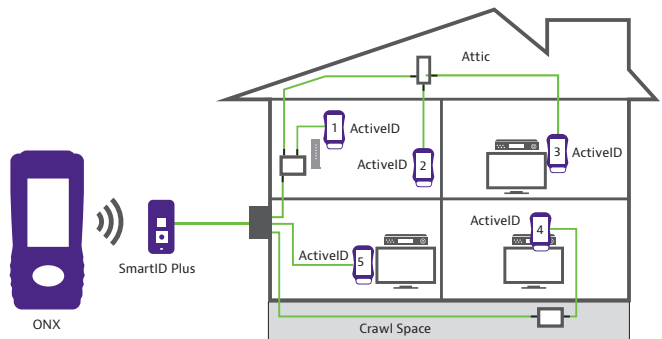 Attic
1 ActiveID
ActiveID 2
3 ActiveID
ActiveID
4
SmartID Plus
ActiveID
5
ONX
Crawl Space